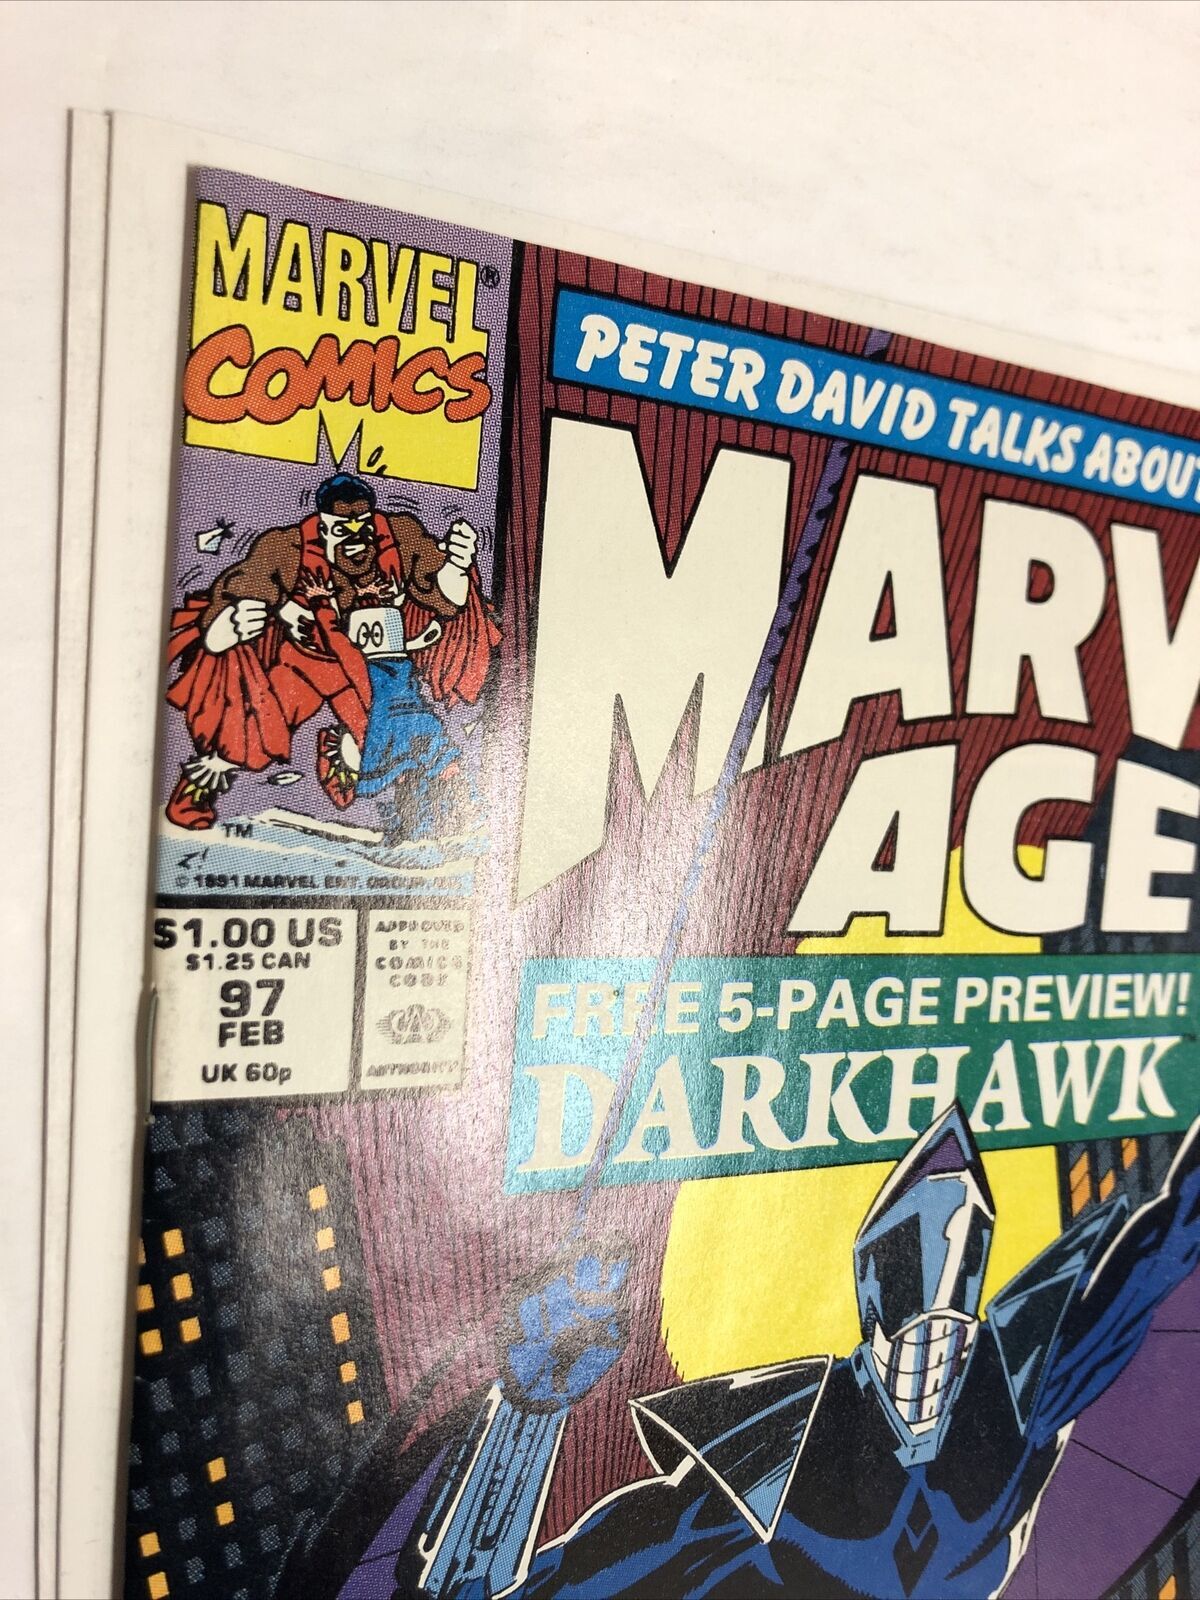 MARVEL®
COMICS
M
TM
© 1991 MARVEL ENT. GROUP, INC.
$1.00 US
$1.25 CAN
97
FEB
UK 60p
APPROVED
BY THE
COMICS
CODE
AUTHORITY
PETER DAVID TALKS ABOUT
MARV
AGE
FREE 5-PAGE PREVIEW!
DARKHAWK™